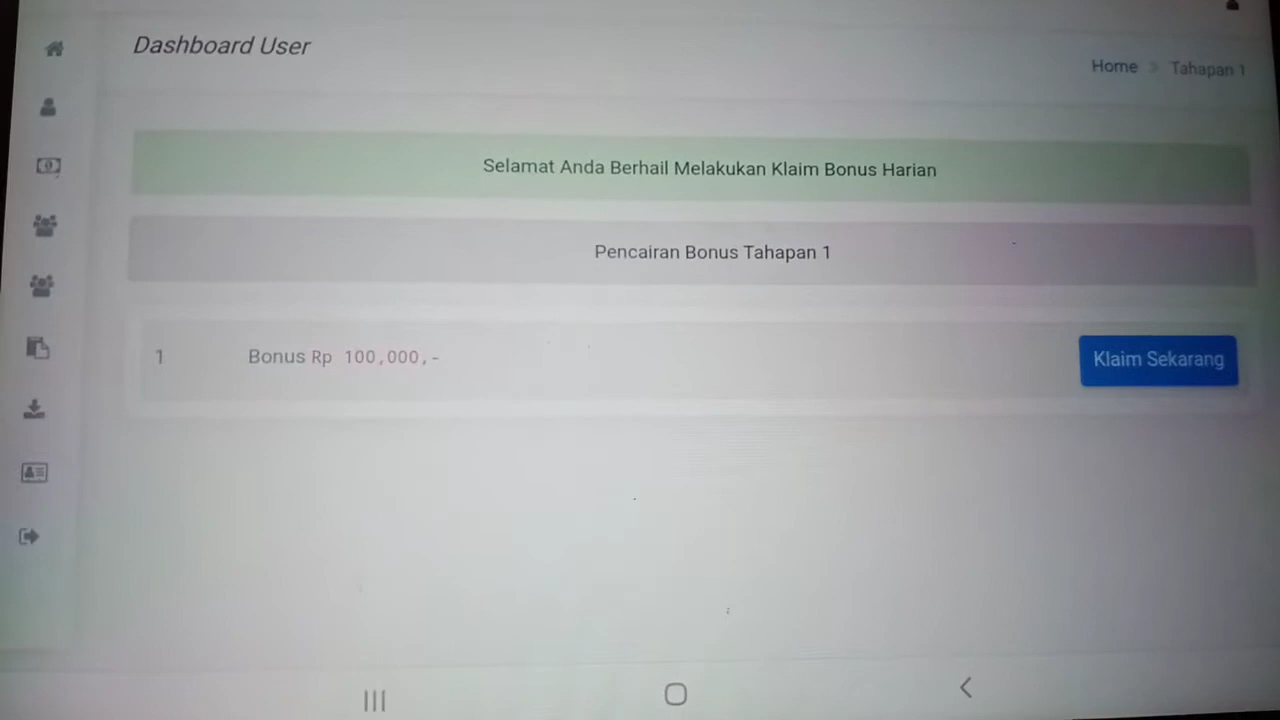 Dashboard User
Home > Tahapan 1
Selamat Anda Berhail Melakukan Klaim Bonus Harian
Pencairan Bonus Tahapan 1
1 Bonus Rp 100,000,-
Klaim Sekarang